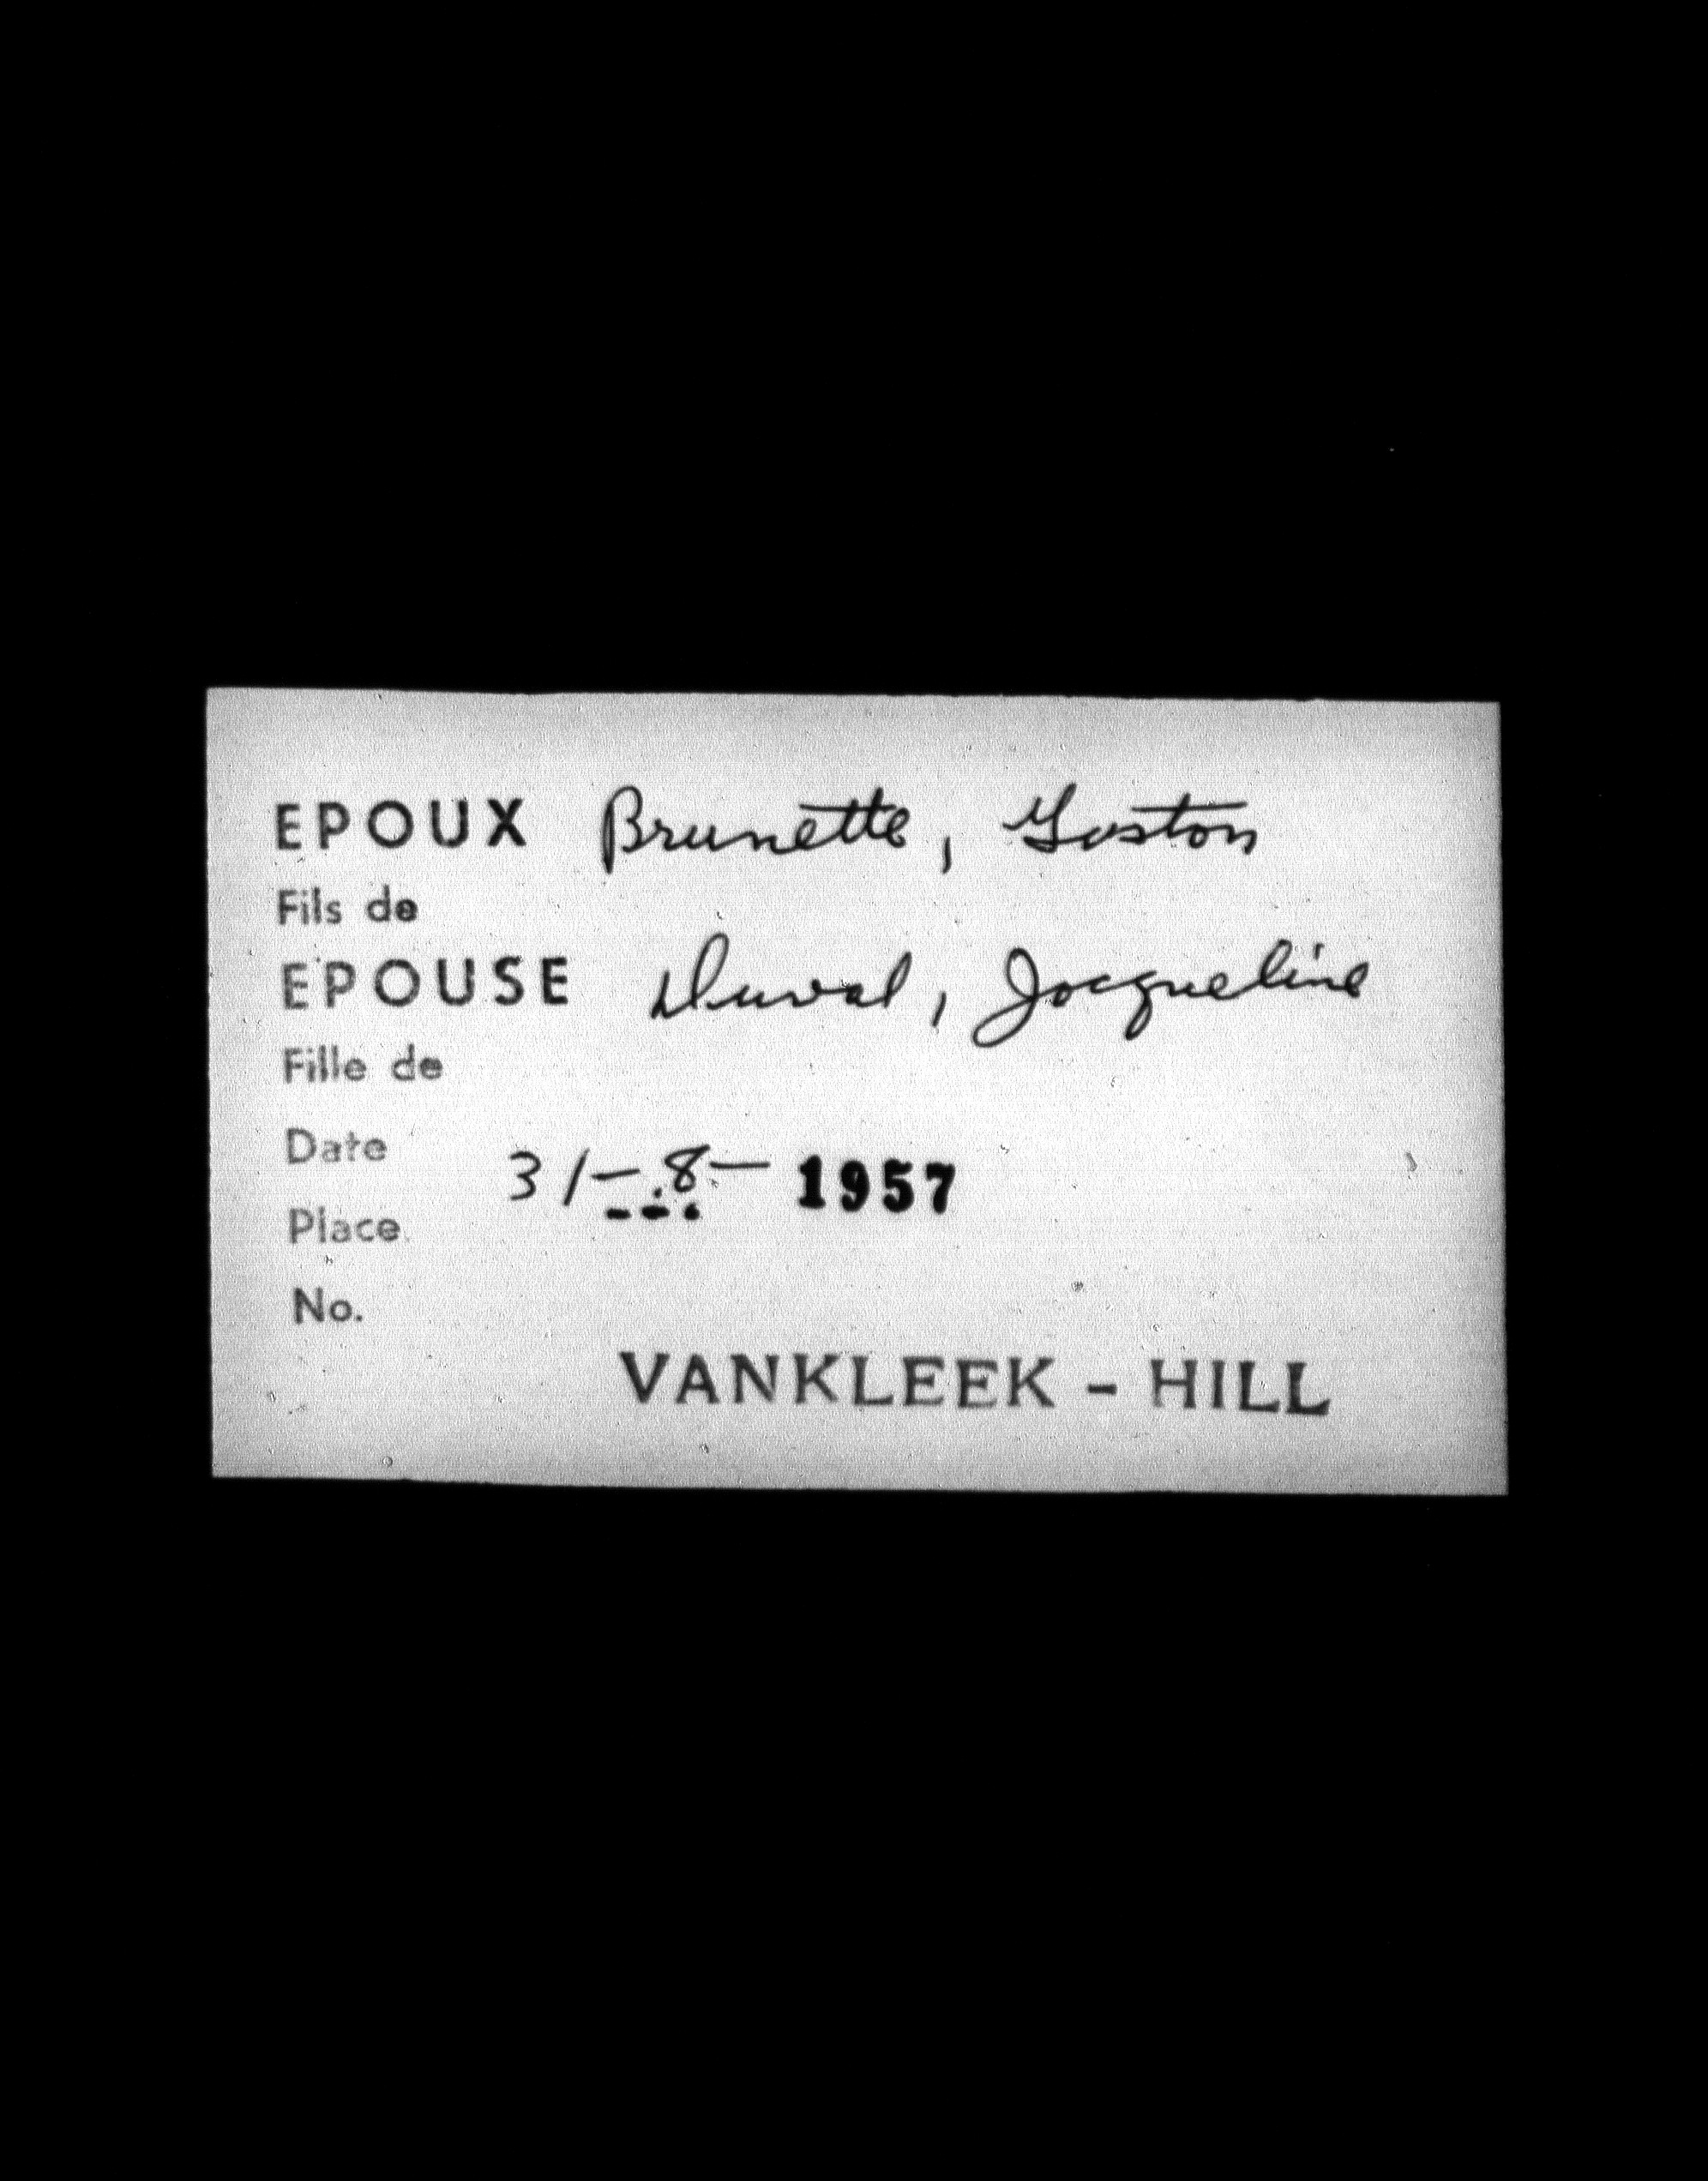 EPOUX Brunette, Gaston
Fils de
EPOUSE Duval, Jacqueline
Fille de
Date 31-8-1957
Place
No.
VANKLEEK - HILL